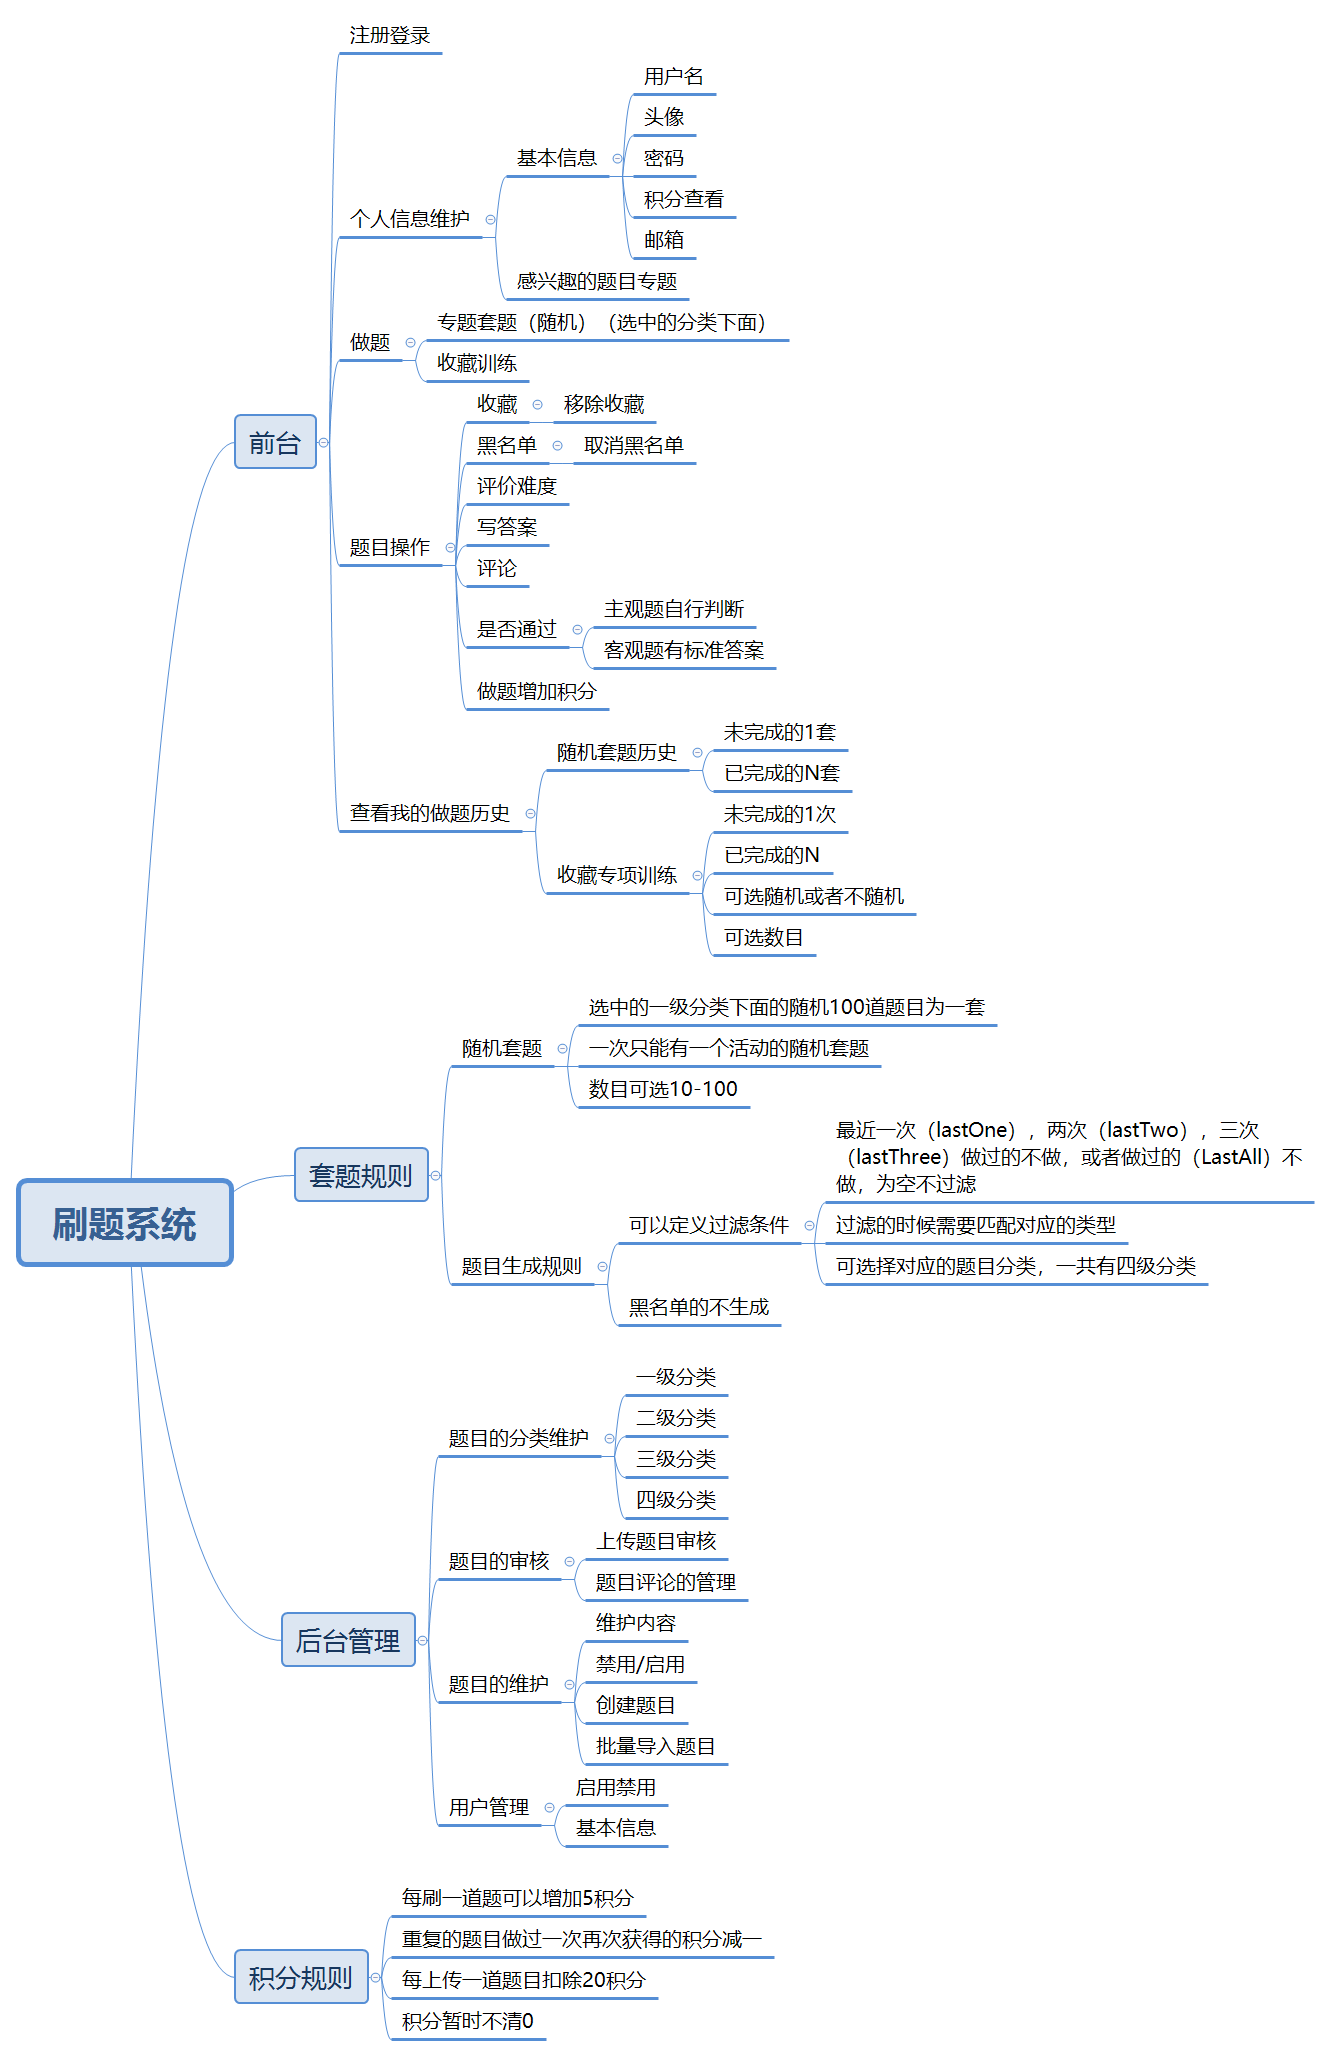 刷题系统
前台
注册登录
个人信息维护
基本信息
用户名
头像
密码
积分查看
邮箱
感兴趣的题目专题
做题
专题套题（随机）（选中的分类下面）
收藏训练
题目操作
收藏
移除收藏
黑名单
取消黑名单
评价难度
写答案
评论
是否通过
主观题自行判断
客观题有标准答案
做题增加积分
查看我的做题历史
随机套题历史
未完成的1套
已完成的N套
收藏专项训练
未完成的1次
已完成的N
可选随机或者不随机
可选数目
套题规则
随机套题
选中的一级分类下面的随机100道题目为一套
一次只能有一个活动的随机套题
数目可选10-100
题目生成规则
可以定义过滤条件
最近一次（lastOne），两次（lastTwo），三次
（lastThree）做过的不做，或者做过的（LastAll）不
做，为空不过滤
过滤的时候需要匹配对应的类型
可选择对应的题目分类，一共有四级分类
黑名单的不生成
后台管理
题目的分类维护
一级分类
二级分类
三级分类
四级分类
题目的审核
上传题目审核
题目评论的管理
题目的维护
维护内容
禁用/启用
创建题目
批量导入题目
用户管理
启用禁用
基本信息
积分规则
每刷一道题可以增加5积分
重复的题目做过一次再次获得的积分减一
每上传一道题目扣除20积分
积分暂时不清0